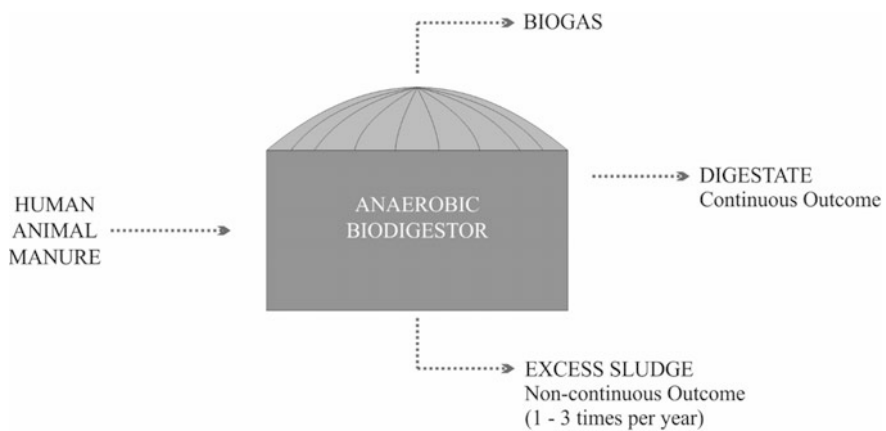 BIOGAS
HUMAN
ANIMAL
MANURE
ANAEROBIC
BIODIGESTOR
DIGESTATE
Continuous Outcome
EXCESS SLUDGE
Non-continuous Outcome
(1 - 3 times per year)